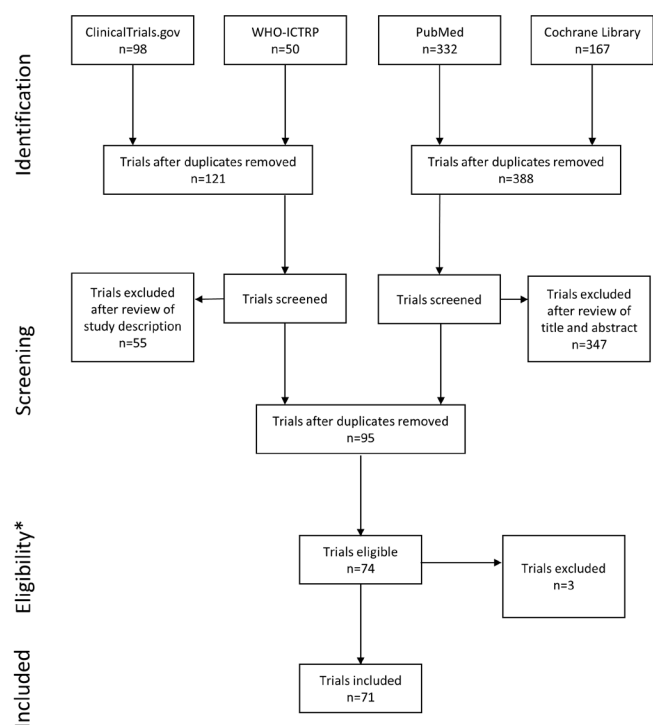 Identification
ClinicalTrials.gov
n=98
WHO-ICTRP
n=50
PubMed
n=332
Cochrane Library
n=167
Trials after duplicates removed
n=121
Trials after duplicates removed
n=388
Screening
Trials excluded
after review of
study description
n=55
Trials screened
Trials screened
Trials excluded
after review of
title and abstract
n=347
Trials after duplicates removed
n=95
Eligibility*
Trials eligible
n=74
Trials excluded
n=3
Included
Trials included
n=71